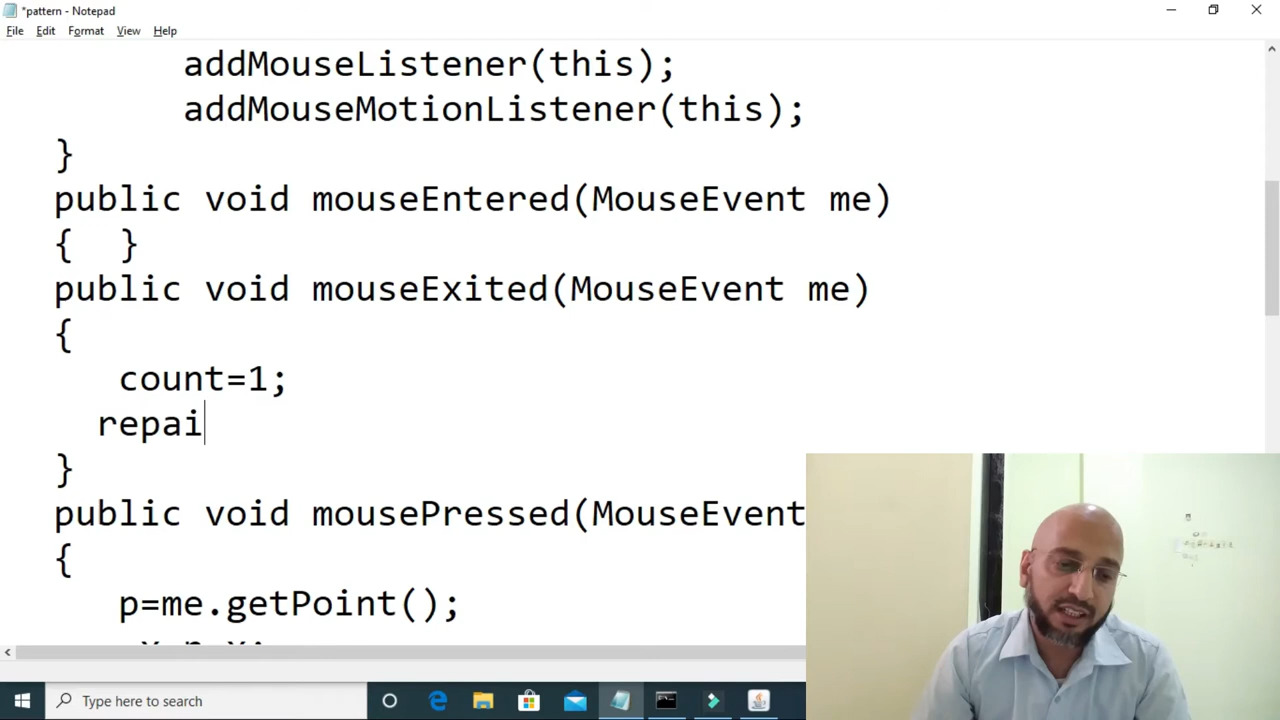 *pattern - Notepad
File Edit Format View Help
addMouseListener(this);
addMouseMotionListener(this);
}
public void mouseEntered(MouseEvent me)
{ }
public void mouseExited(MouseEvent me)
{
count=1;
repai
}
public void mousePressed(MouseEvent
{
p=me.getPoint();
Type here to search